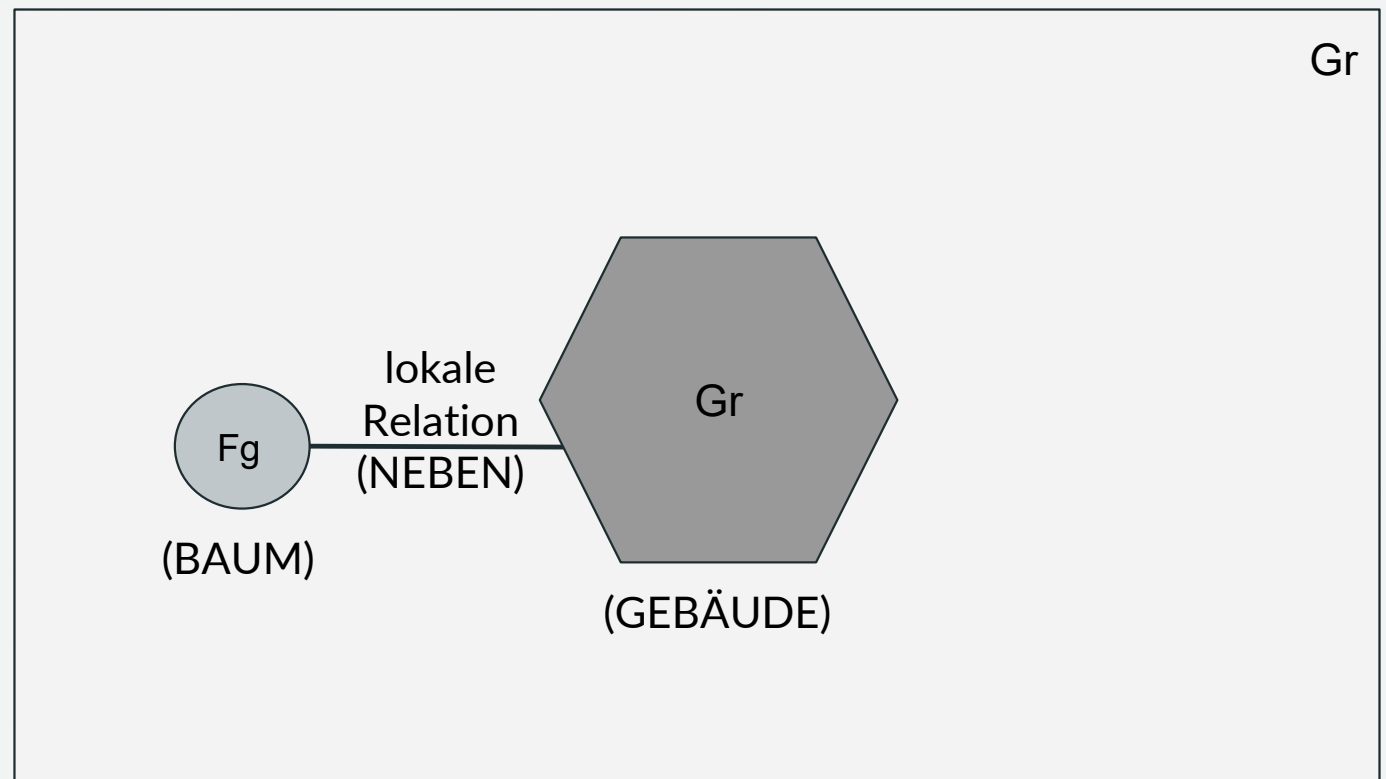 Gr
lokale
Relation
(NEBEN)
Fg
Gr
(BAUM)
(GEBÄUDE)